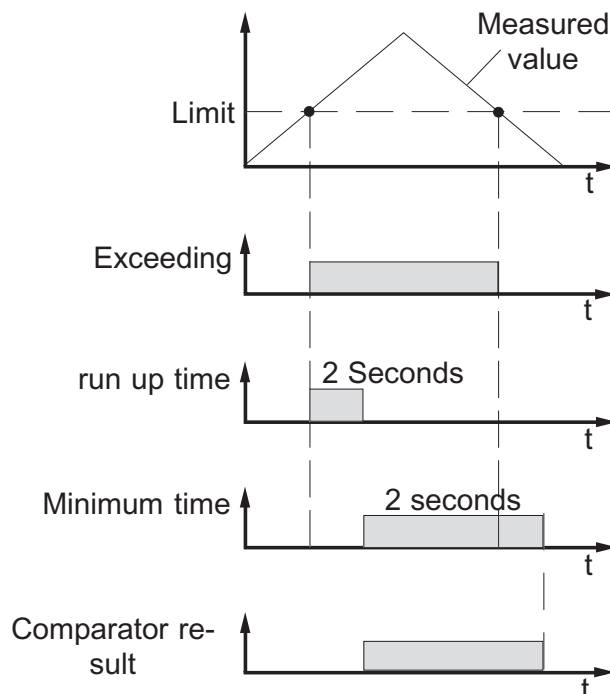 Measured
value
Limit
t
Exceeding
t
run up time
2 Seconds
t
Minimum time
2 seconds
t
Comparator re-
sult
t